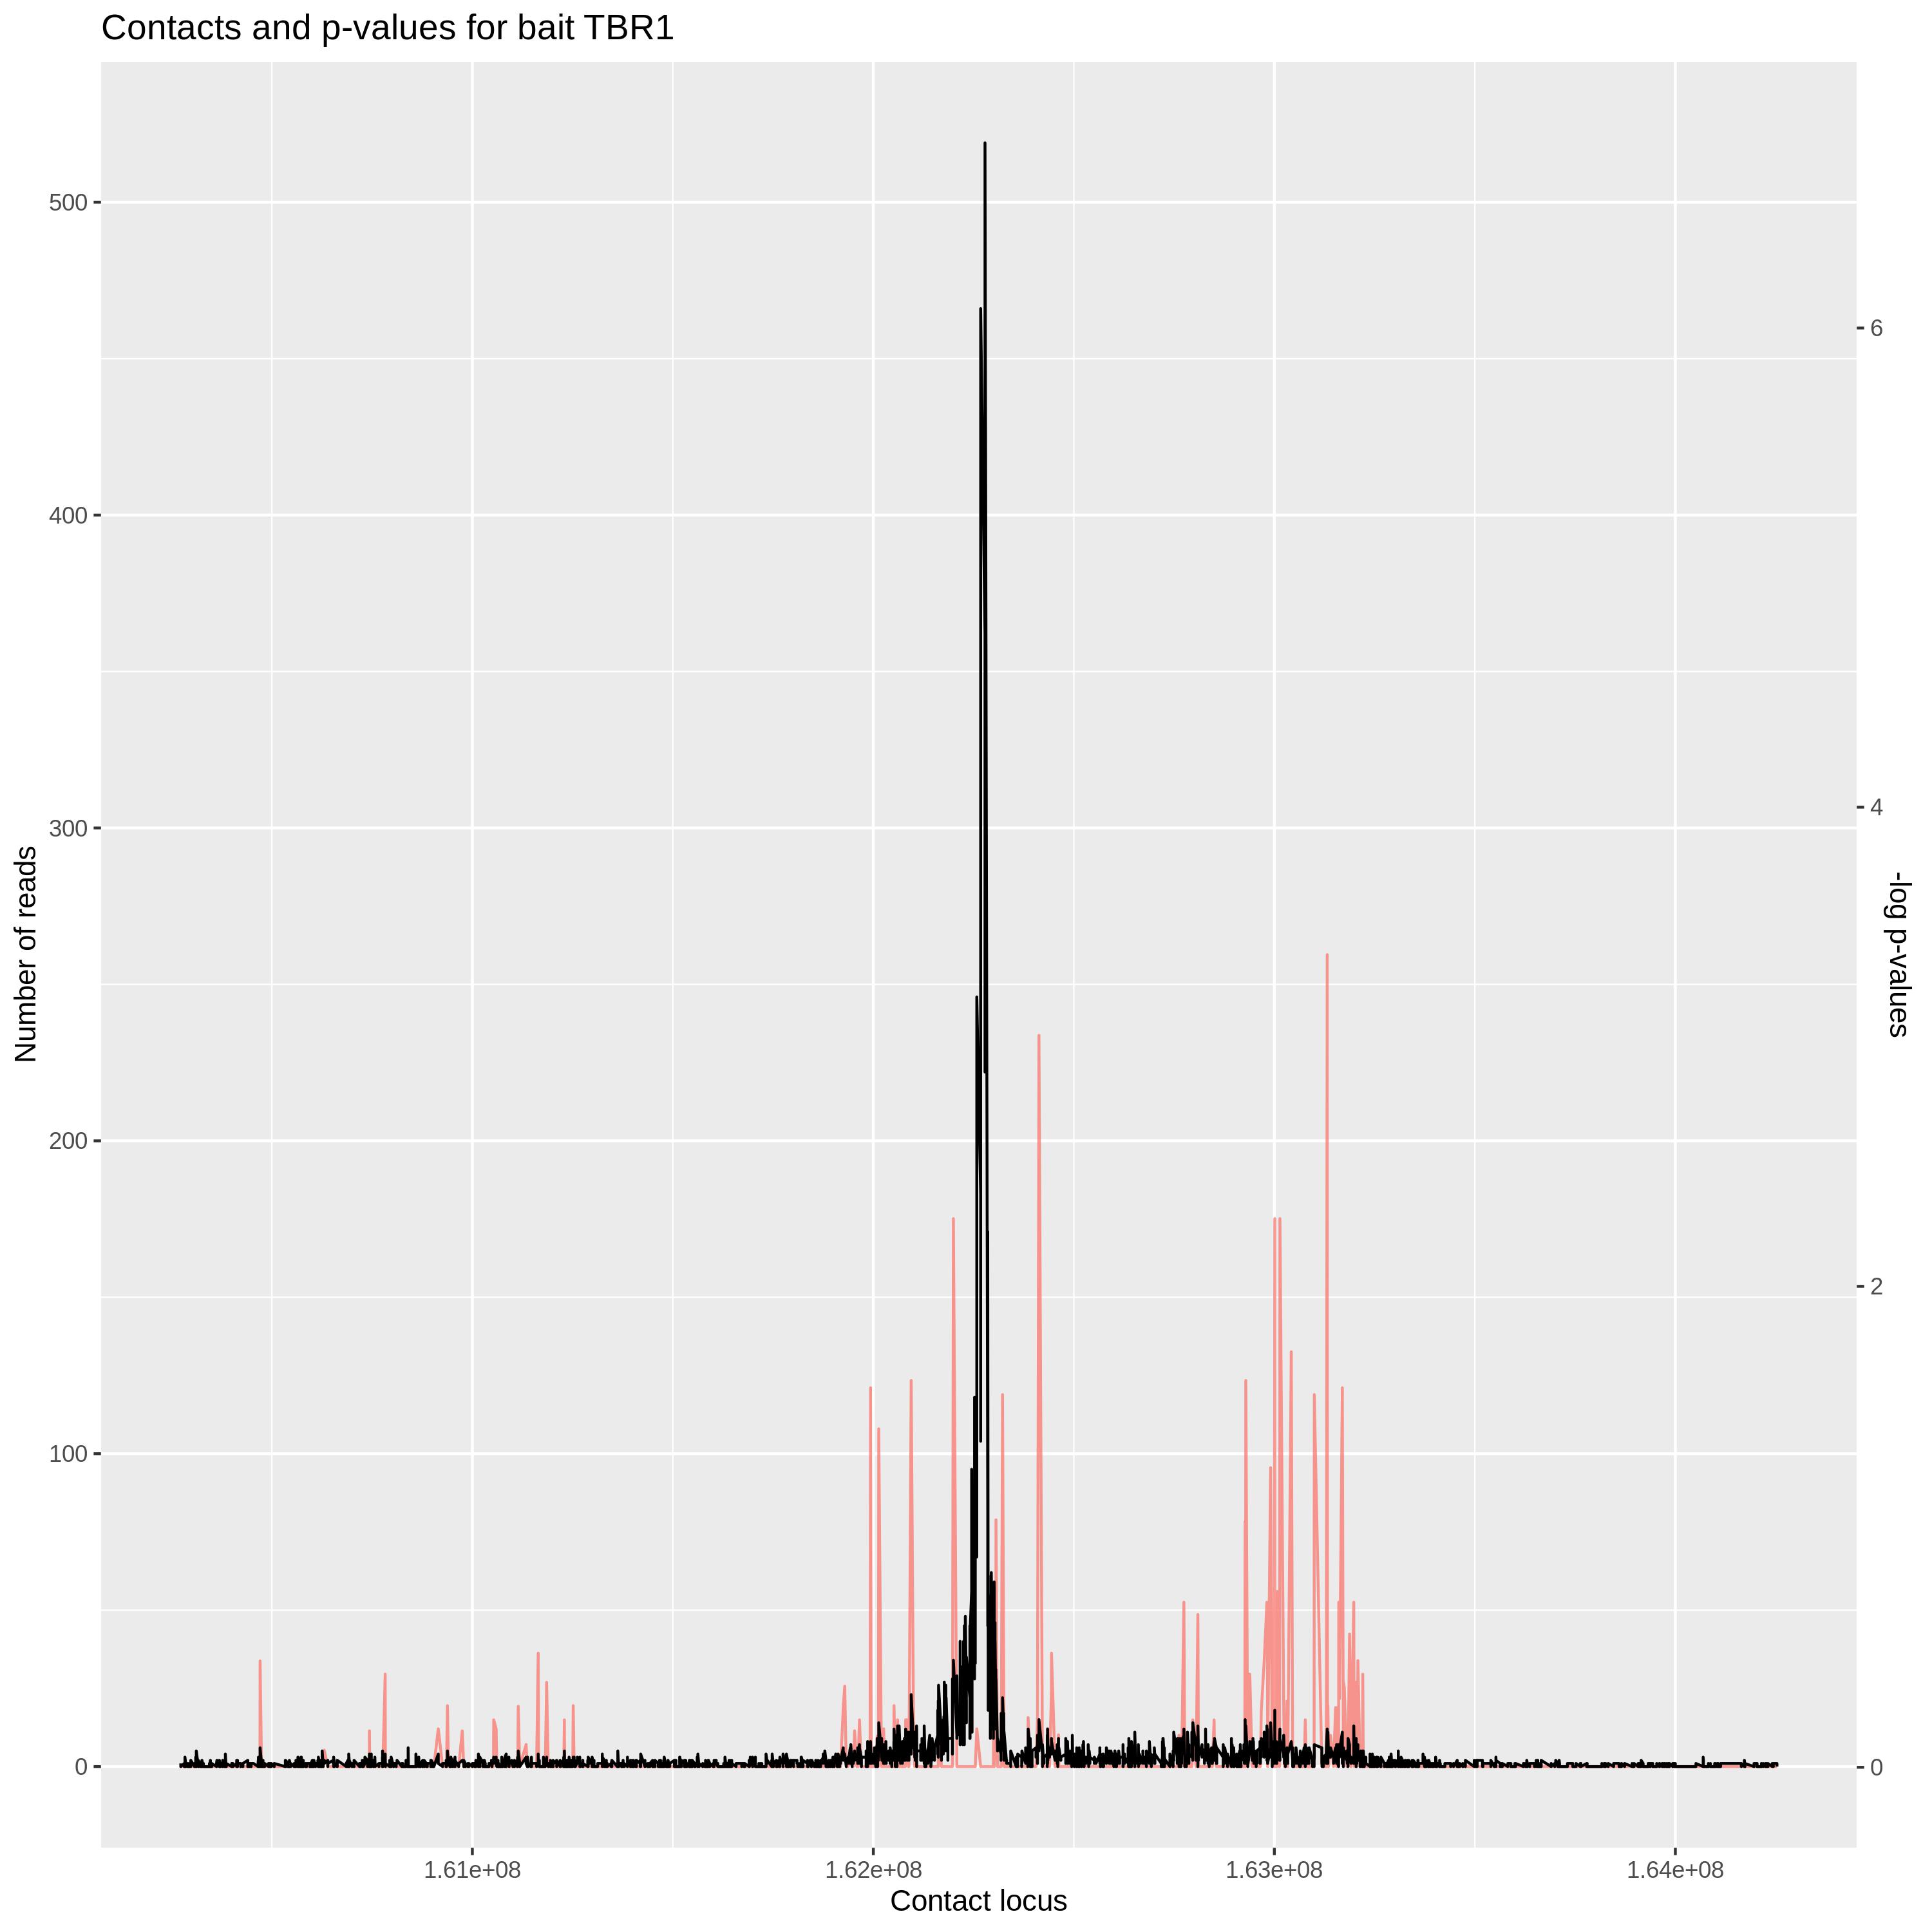 Contacts and p-values for bait TBR1
Number of reads
500
400
300
200
100
0
6
4
2
0
-log p-values
1.61e+08
1.62e+08
1.63e+08
1.64e+08
Contact locus